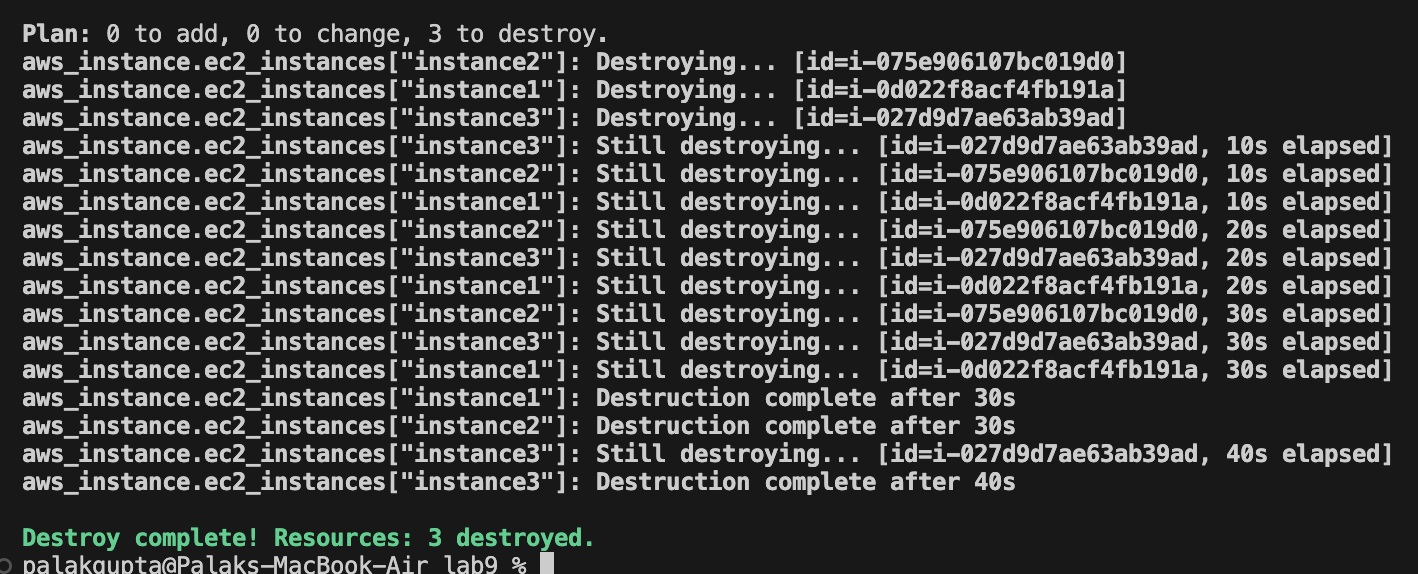 Plan: 0 to add, 0 to change, 3 to destroy.
aws_instance.ec2_instances["instance2"]: Destroying... [id=i-075e906107bc019d0]
aws_instance.ec2_instances["instance1"]: Destroying... [id=i-0d022f8acf4fb191a]
aws_instance.ec2_instances["instance3"]: Destroying... [id=i-027d9d7ae63ab39ad]
aws_instance.ec2_instances["instance3"]: Still destroying... [id=i-027d9d7ae63ab39ad, 10s elapsed]
aws_instance.ec2_instances["instance2"]: Still destroying... [id=i-075e906107bc019d0, 10s elapsed]
aws_instance.ec2_instances["instance1"]: Still destroying... [id=i-0d022f8acf4fb191a, 10s elapsed]
aws_instance.ec2_instances["instance2"]: Still destroying... [id=i-075e906107bc019d0, 20s elapsed]
aws_instance.ec2_instances["instance3"]: Still destroying... [id=i-027d9d7ae63ab39ad, 20s elapsed]
aws_instance.ec2_instances["instance1"]: Still destroying... [id=i-0d022f8acf4fb191a, 20s elapsed]
aws_instance.ec2_instances["instance2"]: Still destroying... [id=i-075e906107bc019d0, 30s elapsed]
aws_instance.ec2_instances["instance3"]: Still destroying... [id=i-027d9d7ae63ab39ad, 30s elapsed]
aws_instance.ec2_instances["instance1"]: Still destroying... [id=i-0d022f8acf4fb191a, 30s elapsed]
aws_instance.ec2_instances["instance1"]: Destruction complete after 30s
aws_instance.ec2_instances["instance2"]: Destruction complete after 30s
aws_instance.ec2_instances["instance3"]: Still destroying... [id=i-027d9d7ae63ab39ad, 40s elapsed]
aws_instance.ec2_instances["instance3"]: Destruction complete after 40s
Destroy complete! Resources: 3 destroyed.
palakgupta@Palaks-MacBook-Air lab9 %